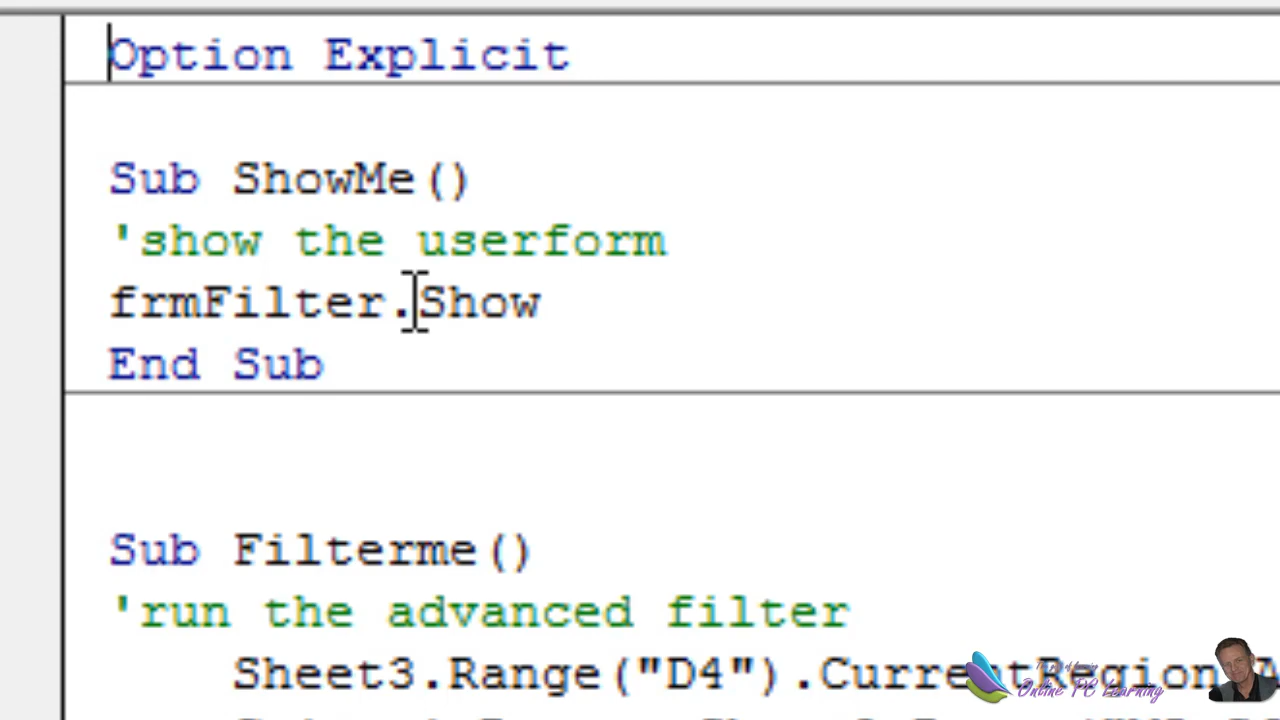 Option Explicit
Sub ShowMe()
'show the userform
frmFilter.Show
End Sub
Sub Filterme()
'run the advanced filter
Sheet3.Range("D4").CurrentRegion
Online PC Learning